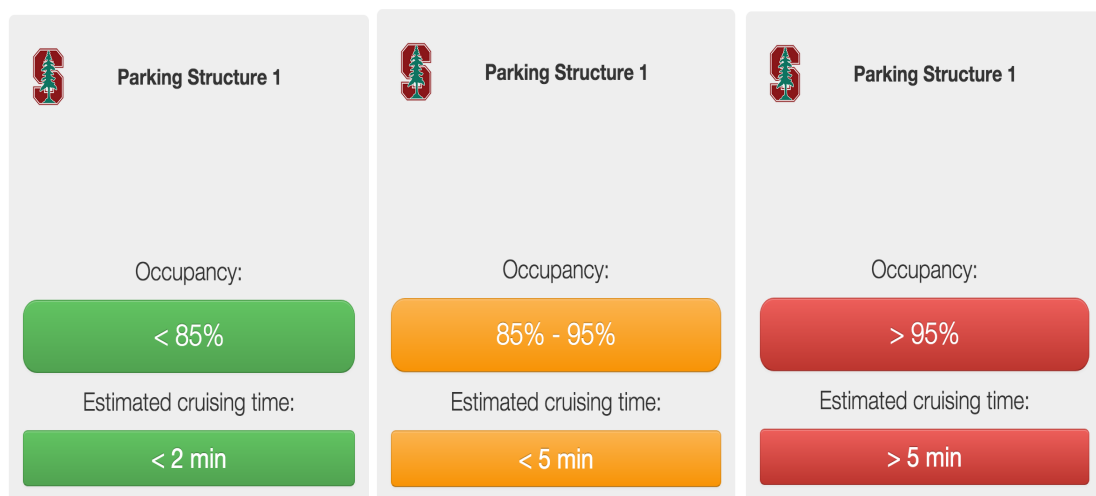 Parking Structure 1
Occupancy:
< 85%
Estimated cruising time:
< 2 min
Parking Structure 1
Occupancy:
85% - 95%
Estimated cruising time:
< 5 min
Parking Structure 1
Occupancy:
> 95%
Estimated cruising time:
> 5 min